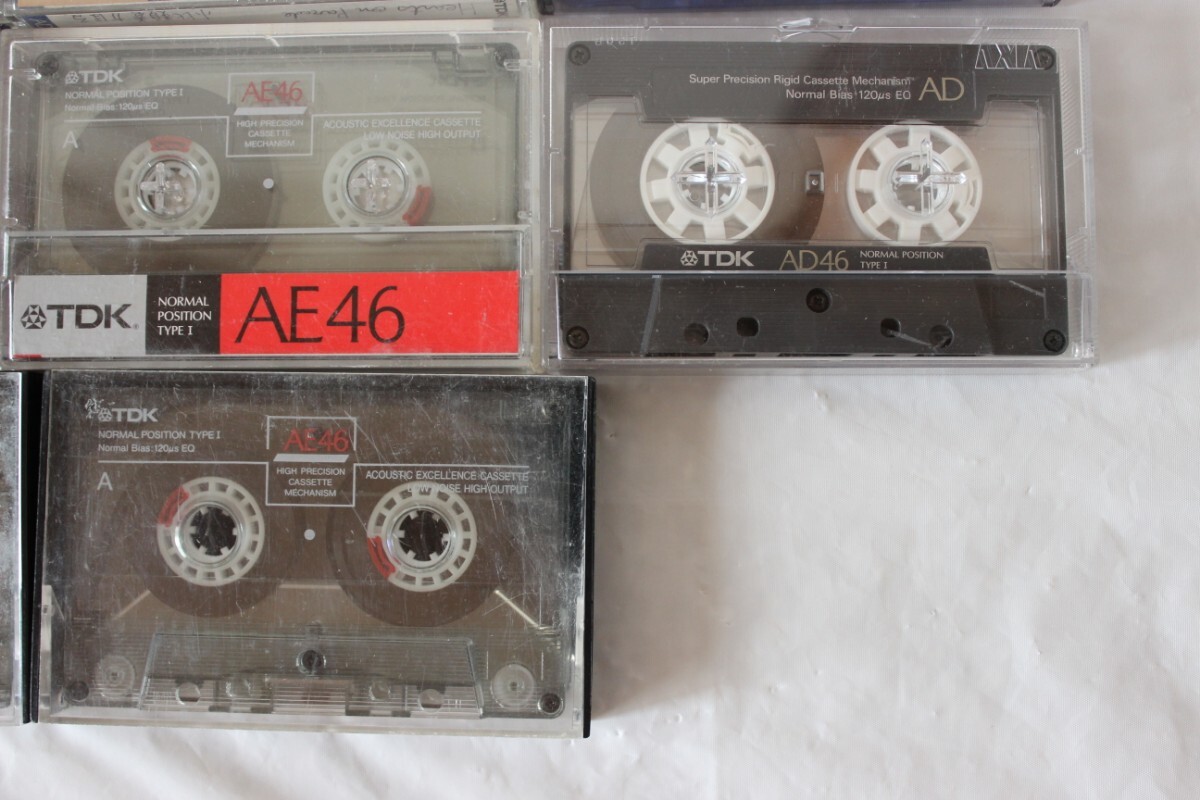 TDK
NORMAL POSITION TYPE I
Normal Bias:120µs EQ
A
AE46
HIGH PRECISION
CASSETTE
MECHANISM
ACOUSTIC EXCELLENCE CASSETTE
LOW NOISE HIGH OUTPUT
TDK
NORMAL
POSITION
TYPE I
AE46
AXIA
Super Precision Rigid Cassette Mechanism
Normal Bias:120µs EQ
AD
TDK
AD46
NORMAL POSITION
TYPE I
TDK
NORMAL POSITION TYPE I
Normal Bias:120µs EQ
A
AE46
HIGH PRECISION
CASSETTE
MECHANISM
ACOUSTIC EXCELLENCE CASSETTE
LOW NOISE HIGH OUTPUT